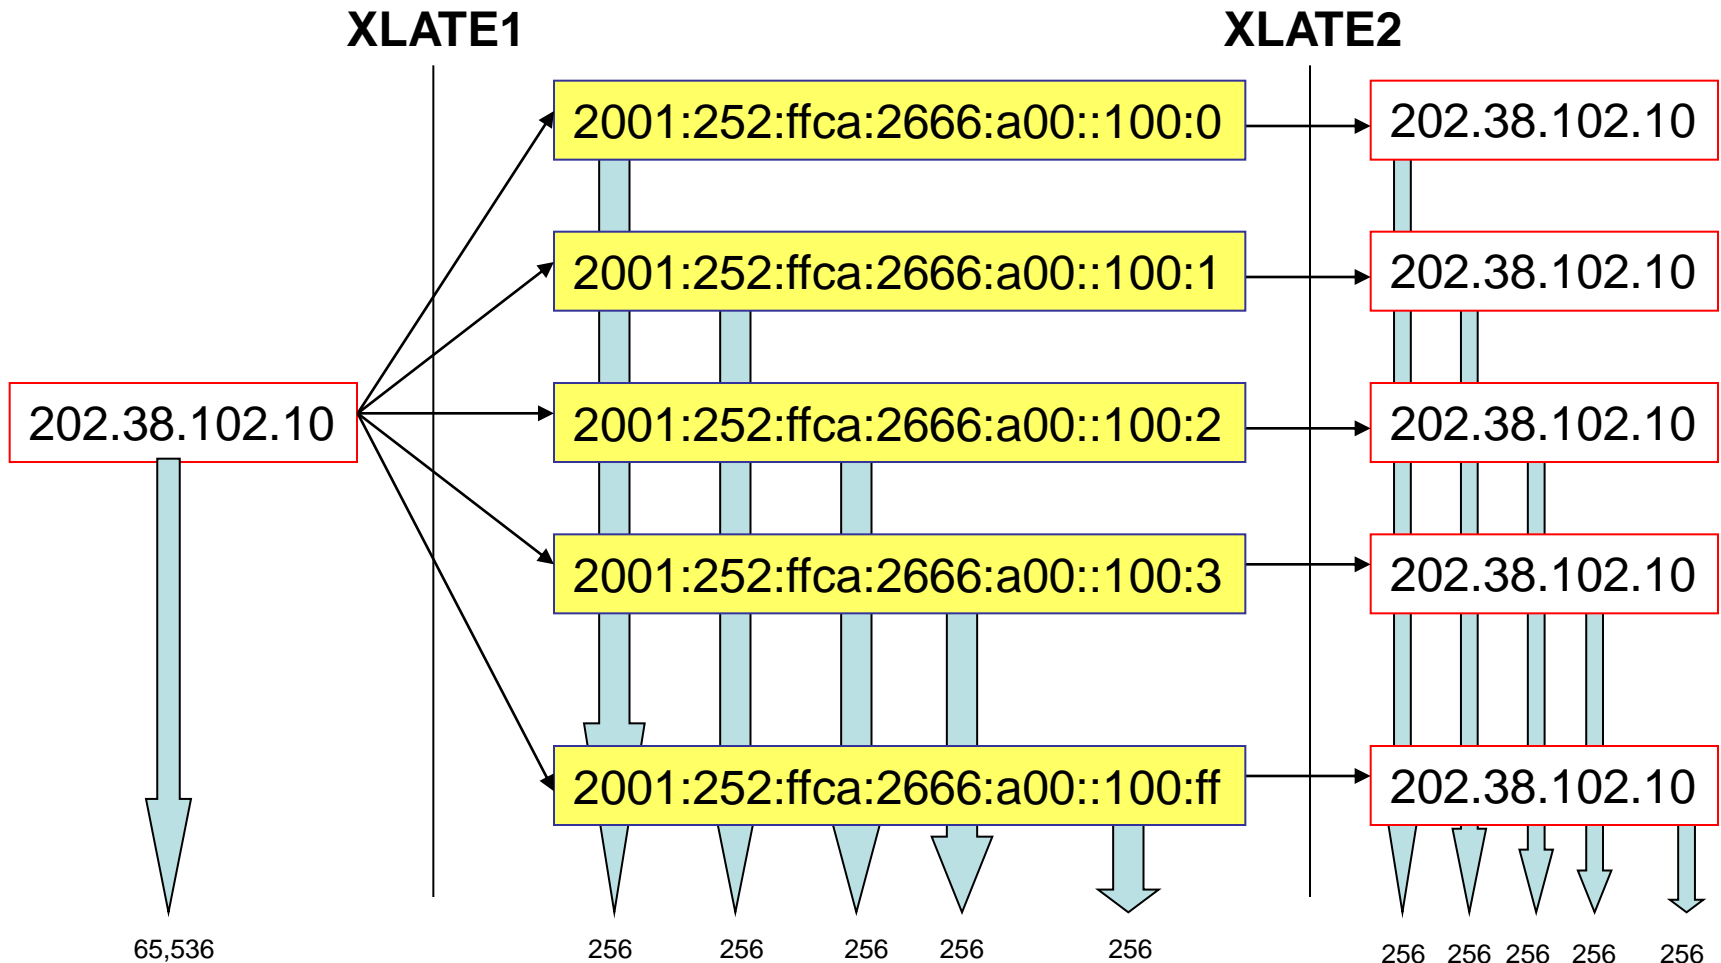 XLATE1 XLATE2
2001:252:ffca:2666:a00::100:0 202.38.102.10
2001:252:ffca:2666:a00::100:1 202.38.102.10
202.38.102.10 2001:252:ffca:2666:a00::100:2 202.38.102.10
2001:252:ffca:2666:a00::100:3 202.38.102.10
2001:252:ffca:2666:a00::100:ff 202.38.102.10
65,536 256 256 256 256 256 256 256 256 256 256